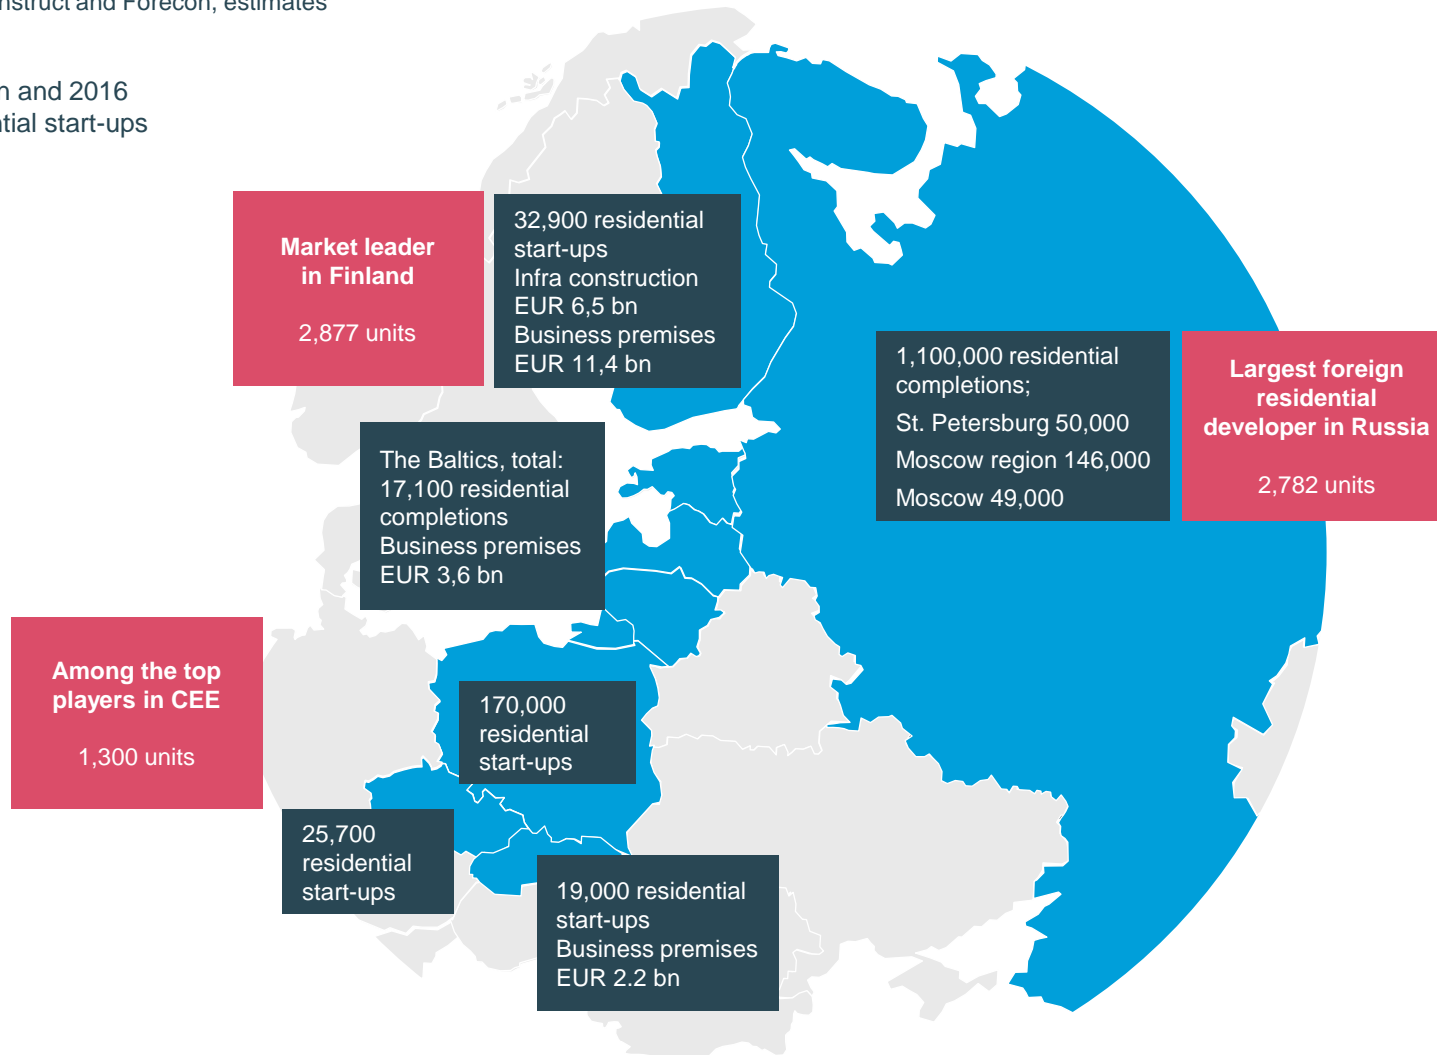 and Forecon, estimates
and 2016
start-ups
Market leader
in Finland
2,877 units
32,900 residential
start-ups
Infra construction
EUR 6,5 bn
Business premises
EUR 11,4 bn
1,100,000 residential
completions;
St. Petersburg 50,000
Moscow region 146,000
Moscow 49,000
Largest foreign
residential
developer in Russia
2,782 units
The Baltics, total:
17,100 residential
completions
Business premises
EUR 3,6 bn
Among the top
players in CEE
1,300 units
170,000
residential
start-ups
25,700
residential
start-ups
19,000 residential
start-ups
Business premises
EUR 2.2 bn